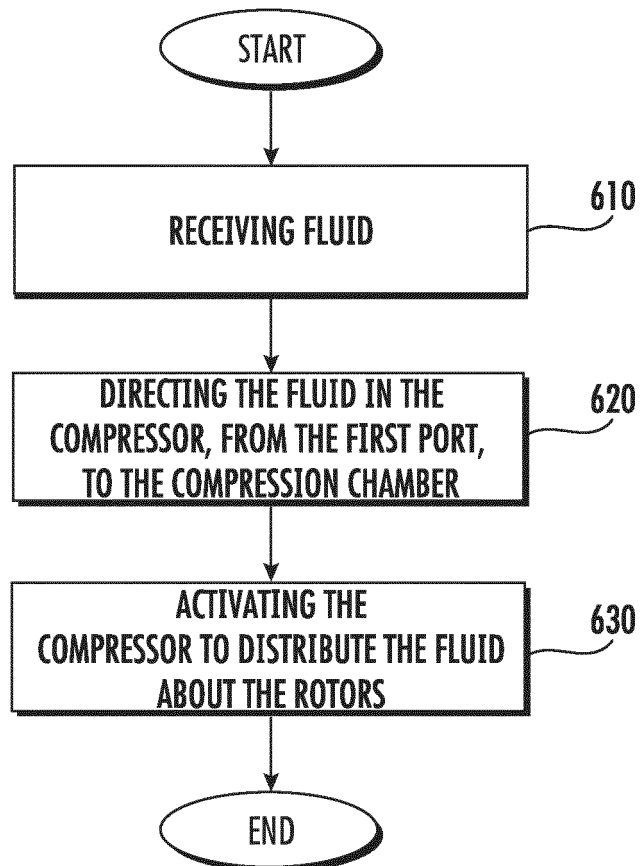 START
RECEIVING FLUID
610
DIRECTING THE FLUID IN THE
COMPRESSOR, FROM THE FIRST PORT,
TO THE COMPRESSION CHAMBER
620
ACTIVATING THE
COMPRESSOR TO DISTRIBUTE THE FLUID
ABOUT THE ROTORS
630
END